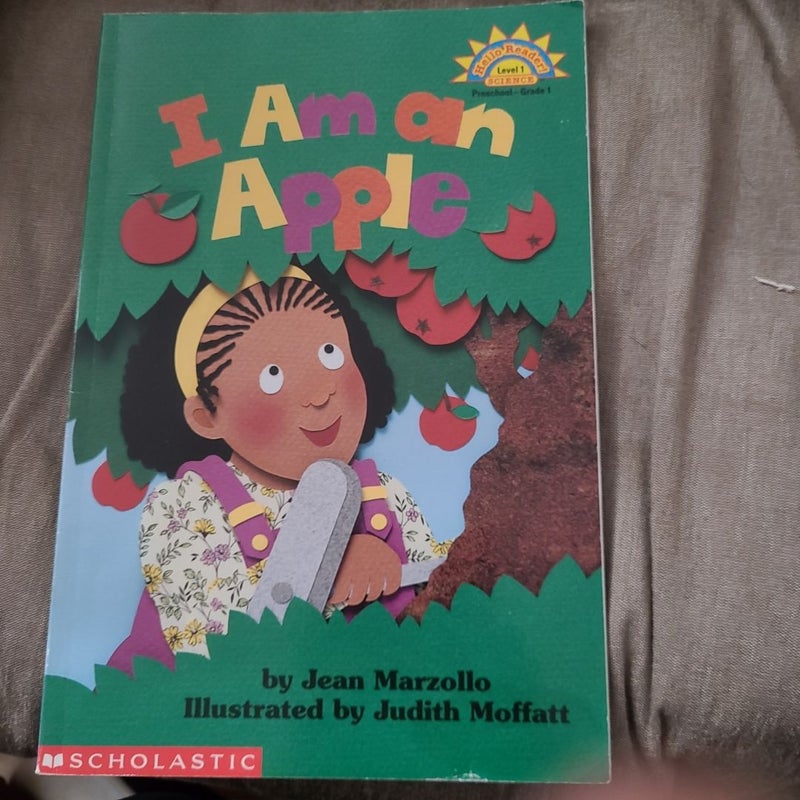 Hello Reader!
Level 1
SCIENCE
Preschool - Grade 1
I Am an
Apple
by Jean Marzollo
Illustrated by Judith Moffatt
SCHOLASTIC